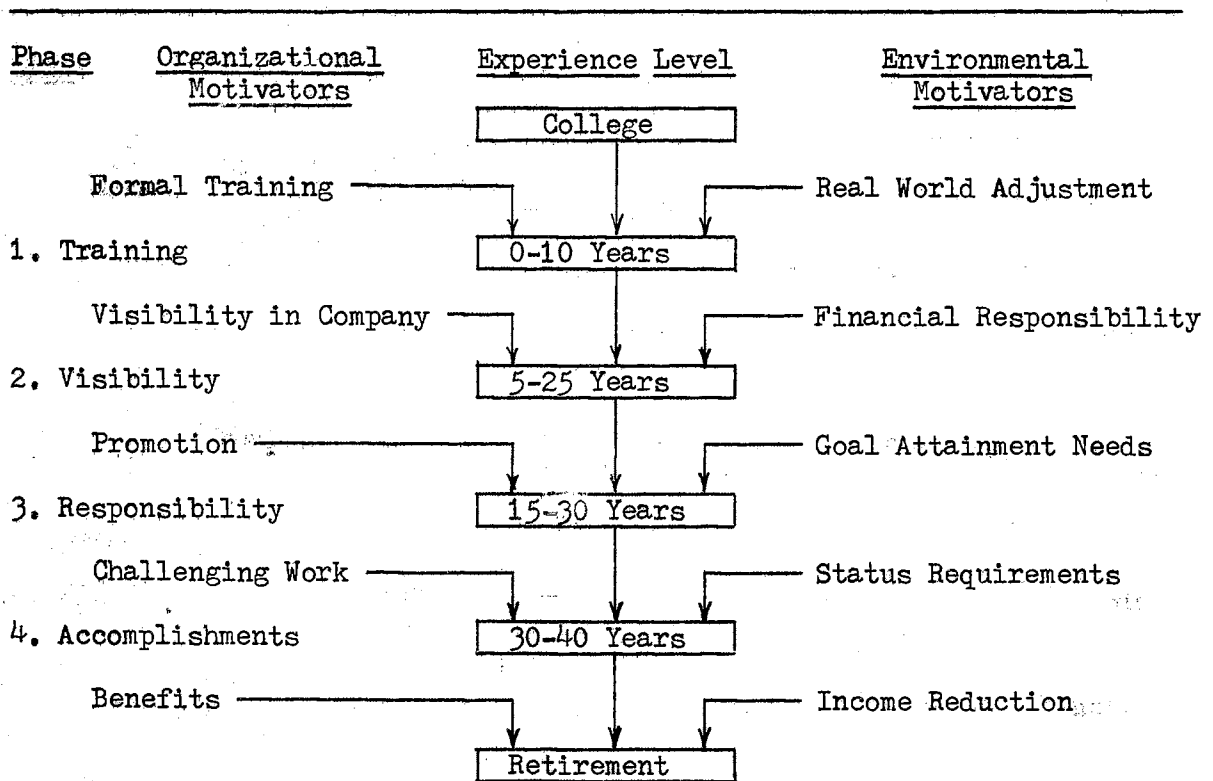 Phase Organizational Experience Level Environmental
Motivators Motivators
College
Formal Training Real World Adjustment
1. Training 0-10 Years
Visibility in Company Financial Responsibility
2. Visibility 5-25 Years
Promotion Goal Attainment Needs
3. Responsibility 15-30 Years
Challenging Work Status Requirements
4. Accomplishments 30-40 Years
Benefits Income Reduction
Retirement